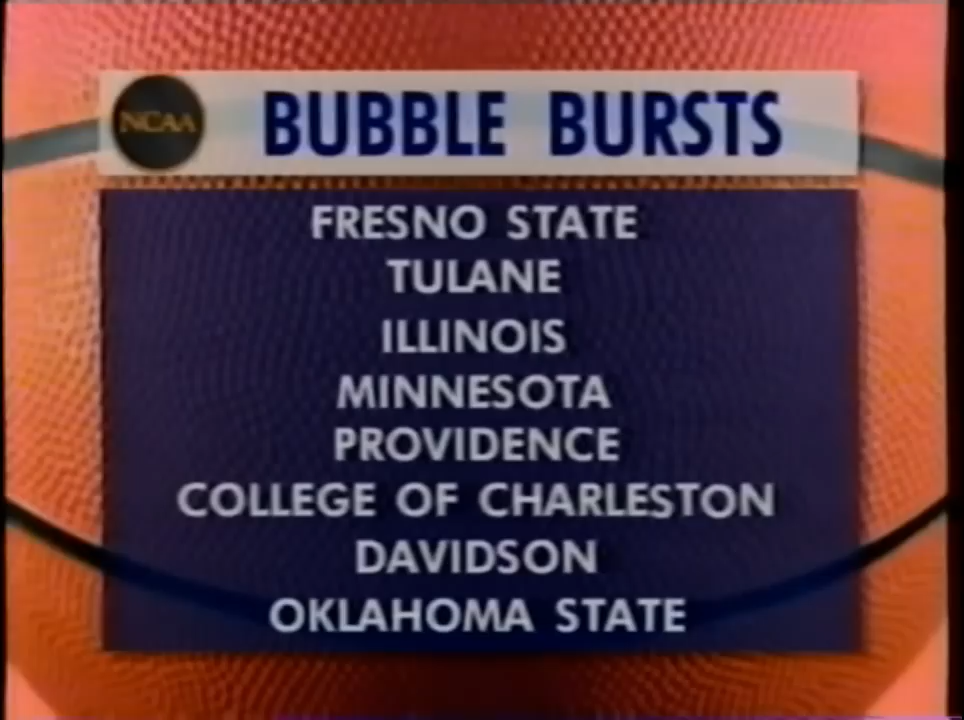 NCAA
BUBBLE BURSTS
FRESNO STATE
TULANE
ILLINOIS
MINNESOTA
PROVIDENCE
COLLEGE OF CHARLESTON
DAVIDSON
OKLAHOMA STATE